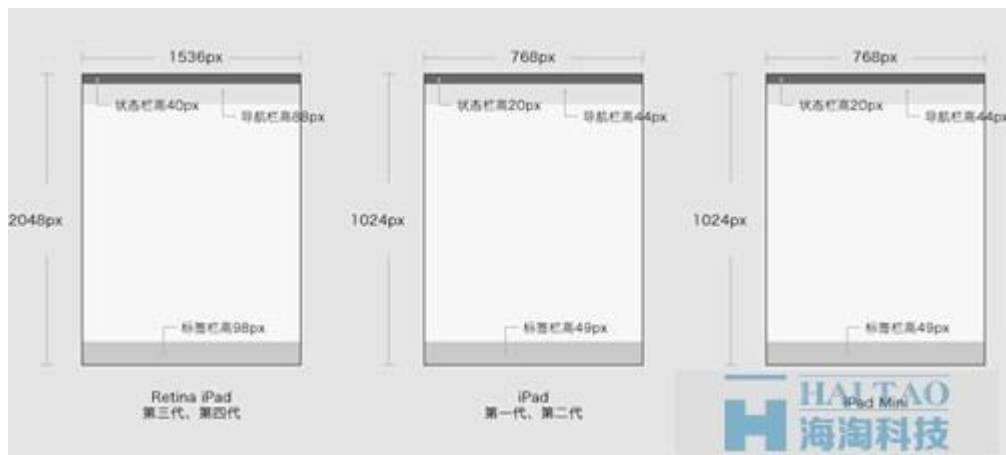 1536px
状态栏高40px
导航栏高88px
2048px
标签栏高98px
Retina iPad
第三代、第四代
768px
状态栏高20px
导航栏高44px
1024px
标签栏高49px
iPad
第一代、第二代
768px
状态栏高20px
导航栏高44px
1024px
标签栏高49px
iPad Mini
HAITAO
海淘科技